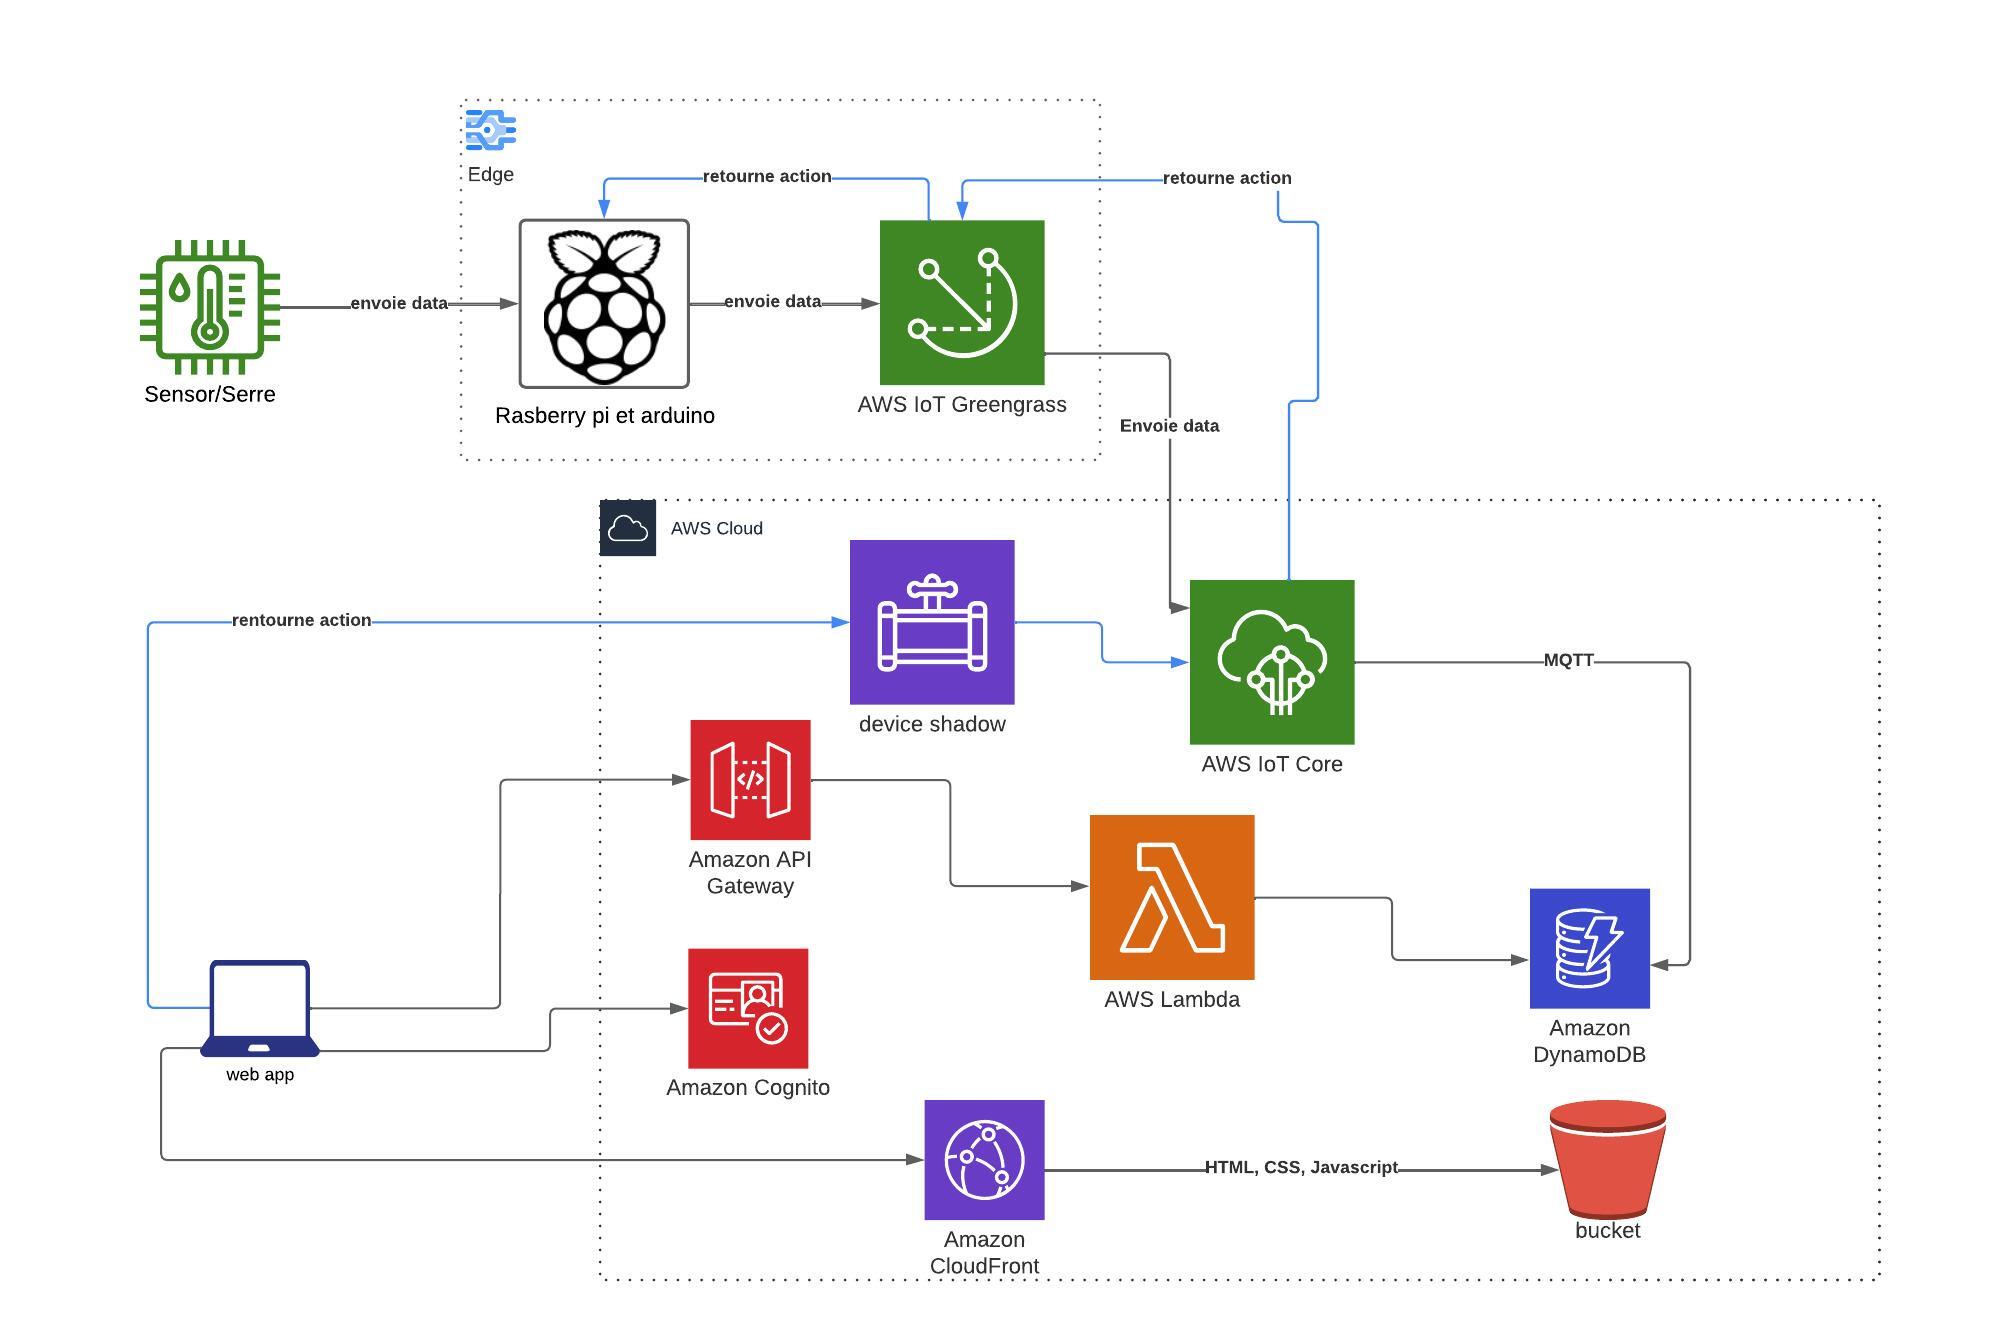 Edge
retourne action
retourne action
envoie data
envoie data
Sensor/Serre
Rasberry pi et arduino
AWS IoT Greengrass
Envoie data
AWS Cloud
rentourne action
MQTT
device shadow
AWS IoT Core
</>
Amazon API
Gateway
AWS Lambda
Amazon
DynamoDB
web app
Amazon Cognito
HTML, CSS, Javascript
bucket
Amazon
CloudFront